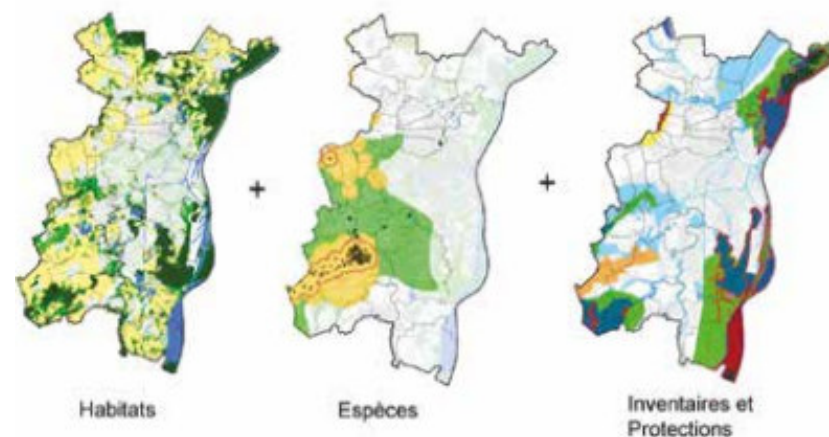 +
+
Habitats
Espèces
Inventaires et
Protections